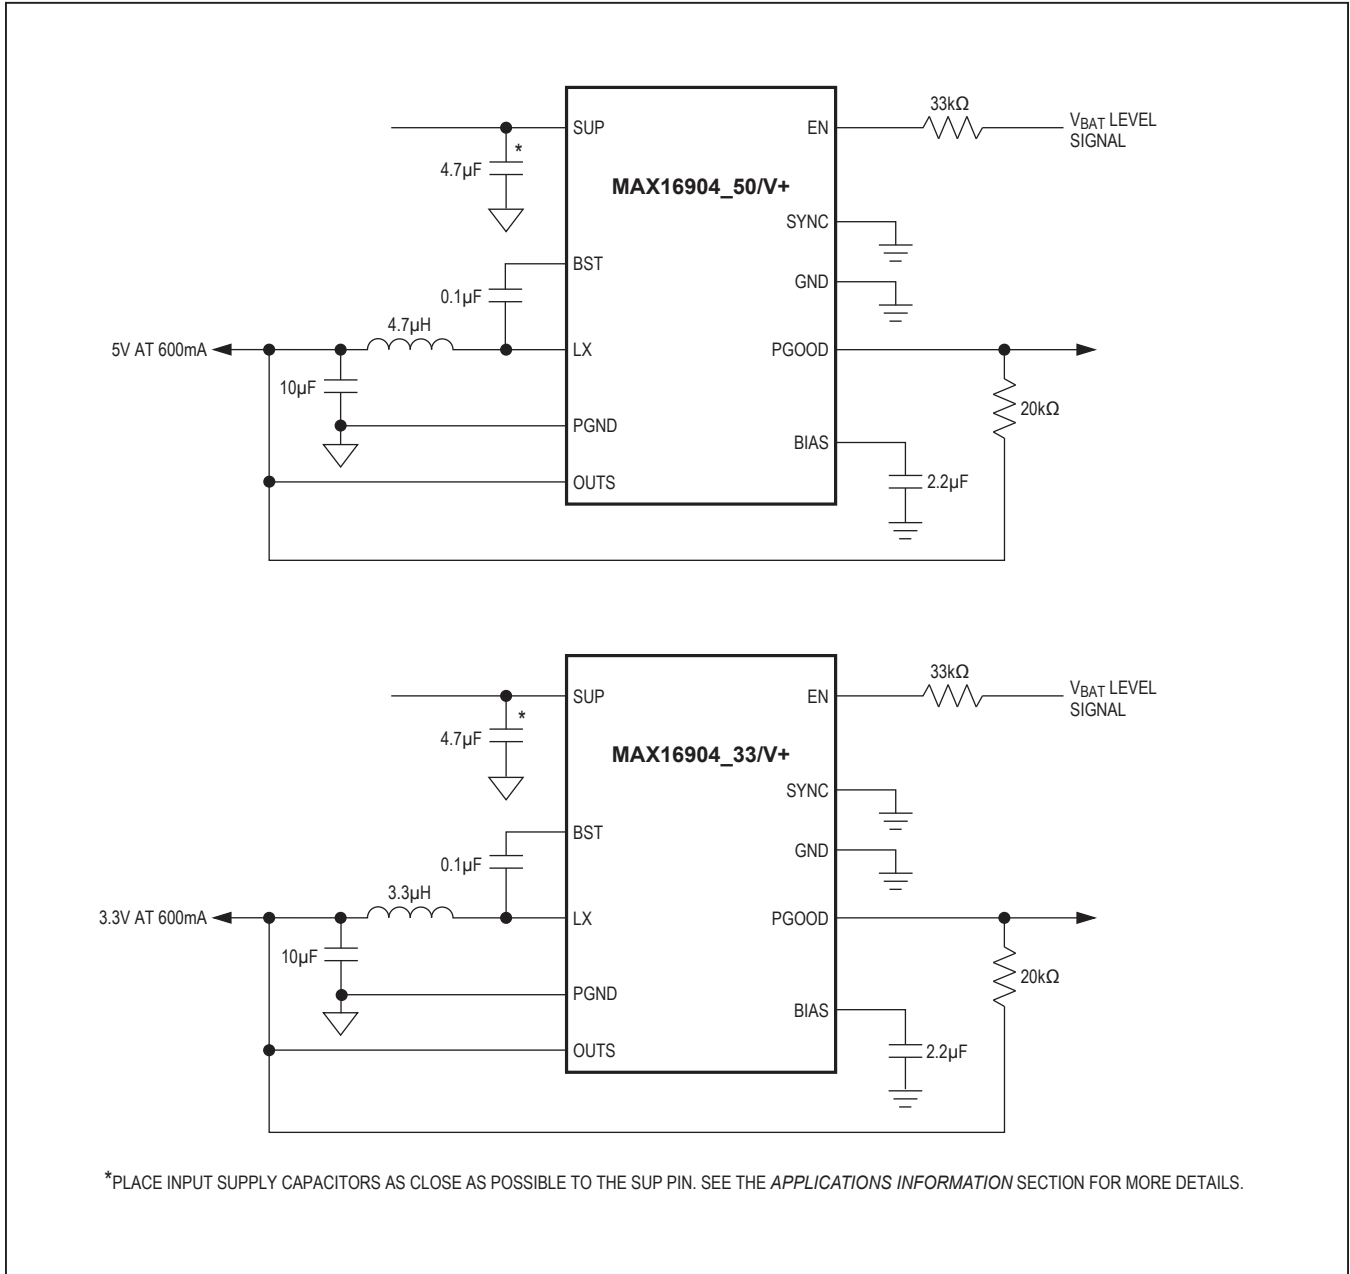 33kΩ
SUP
EN
VBAT LEVEL
SIGNAL
*
4.7µF
MAX16904_50/V+
SYNC
BST
GND
0.1µF
4.7µH
5V AT 600mA
LX
PGOOD
10µF
20kΩ
PGND
BIAS
OUTS
2.2µF
33kΩ
SUP
EN
VBAT LEVEL
SIGNAL
*
4.7µF
MAX16904_33/V+
SYNC
BST
GND
0.1µF
3.3µH
3.3V AT 600mA
LX
PGOOD
10µF
20kΩ
PGND
BIAS
OUTS
2.2µF
*PLACE INPUT SUPPLY CAPACITORS AS CLOSE AS POSSIBLE TO THE SUP PIN. SEE THE APPLICATIONS INFORMATION SECTION FOR MORE DETAILS.